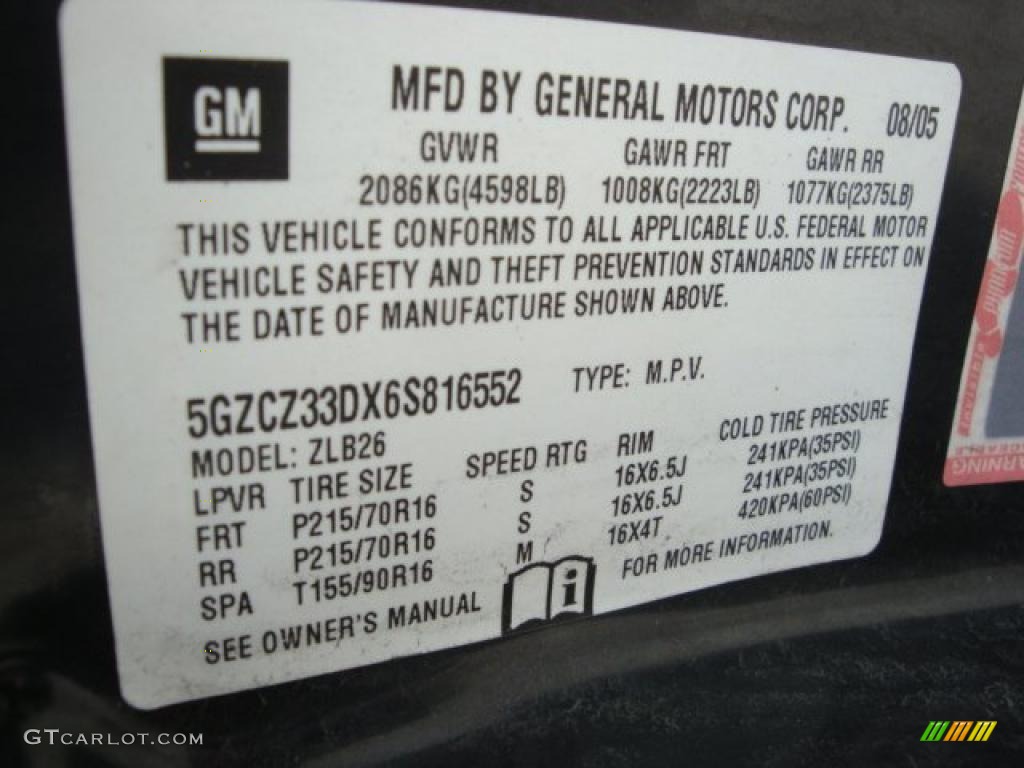 GM
MFD BY GENERAL MOTORS CORP. 08/05
GVWR GAWR FRT GAWR RR
2086KG(4598LB) 1008KG(2223LB) 1077KG(2375LB)
THIS VEHICLE CONFORMS TO ALL APPLICABLE U.S. FEDERAL MOTOR
VEHICLE SAFETY AND THEFT PREVENTION STANDARDS IN EFFECT ON
THE DATE OF MANUFACTURE SHOWN ABOVE.
5GZCZ33DX6S816552 TYPE: M.P.V.
MODEL: ZLB26
LPVR TIRE SIZE SPEED RTG RIM COLD TIRE PRESSURE
FRT P215/70R16 S 16X6.5J 241KPA(35PSI)
RR P215/70R16 S 16X6.5J 241KPA(35PSI)
SPA T155/90R16 M 16X4T 420KPA(60PSI)
SEE OWNER'S MANUAL i FOR MORE INFORMATION.
GTCARLOT.COM